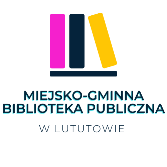 MIEJSKO-GMINNA
BIBLIOTEKA PUBLICZNA
W LUTUTOWIE